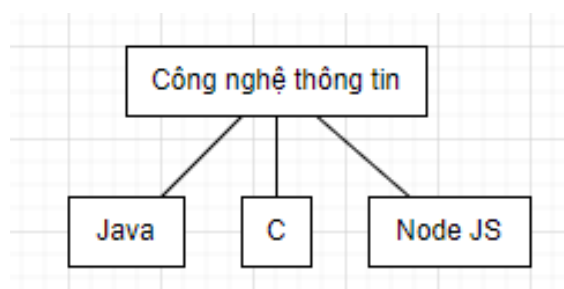 Công nghệ thông tin
Java
C
Node JS